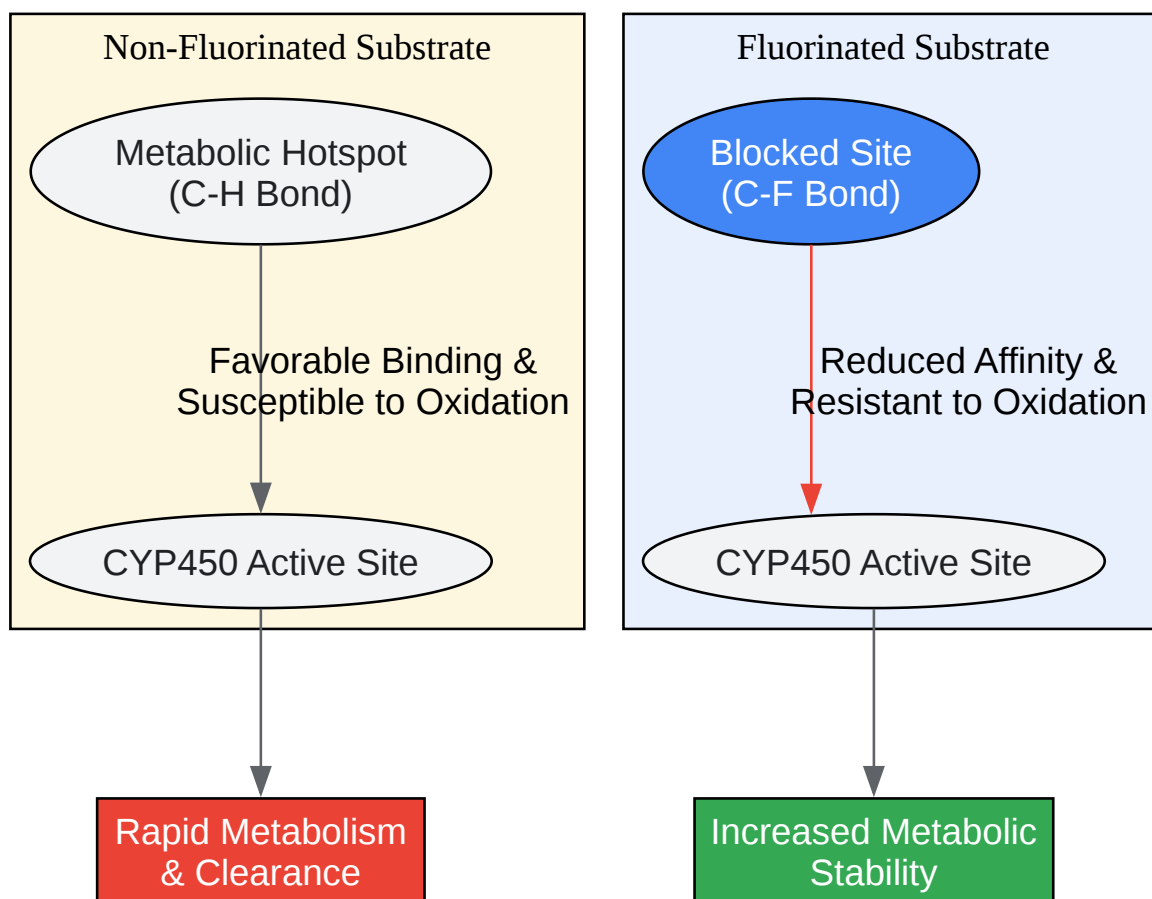 Non-Fluorinated Substrate
Metabolic Hotspot
(C-H Bond)
Favorable Binding &
Susceptible to Oxidation
CYP450 Active Site
Rapid Metabolism
& Clearance
Fluorinated Substrate
Blocked Site
(C-F Bond)
Reduced Affinity &
Resistant to Oxidation
CYP450 Active Site
Increased Metabolic
Stability